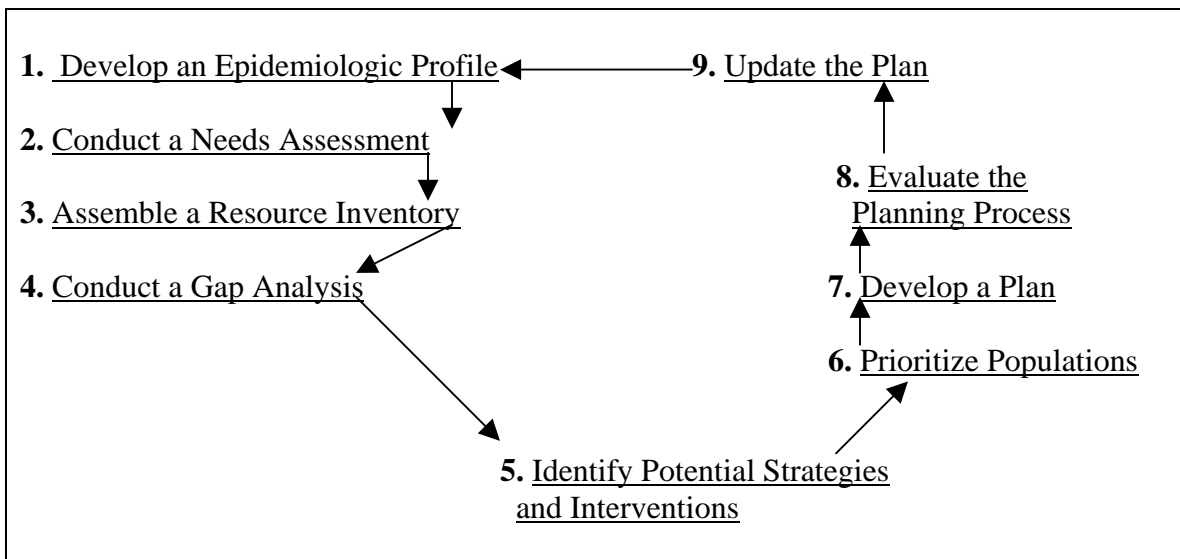 1. Develop an Epidemiologic Profile
2. Conduct a Needs Assessment
3. Assemble a Resource Inventory
4. Conduct a Gap Analysis
5. Identify Potential Strategies
and Interventions
6. Prioritize Populations
7. Develop a Plan
8. Evaluate the
Planning Process
9. Update the Plan